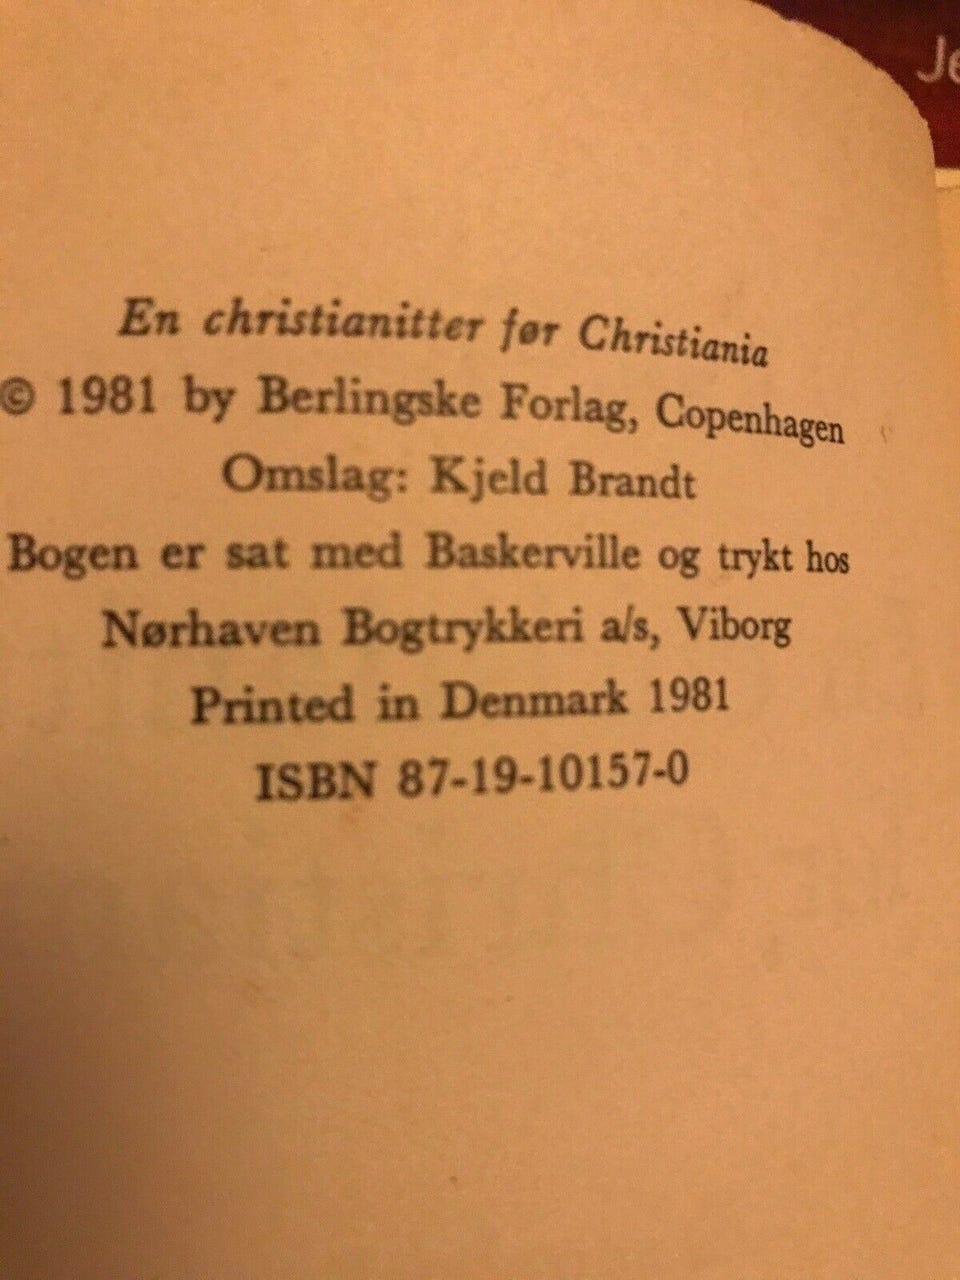 Je
En christianitter før Christiania
© 1981 by Berlingske Forlag, Copenhagen
Omslag: Kjeld Brandt
Bogen er sat med Baskerville og trykt hos
Nørhaven Bogtrykkeri a/s, Viborg
Printed in Denmark 1981
ISBN 87-19-10157-0